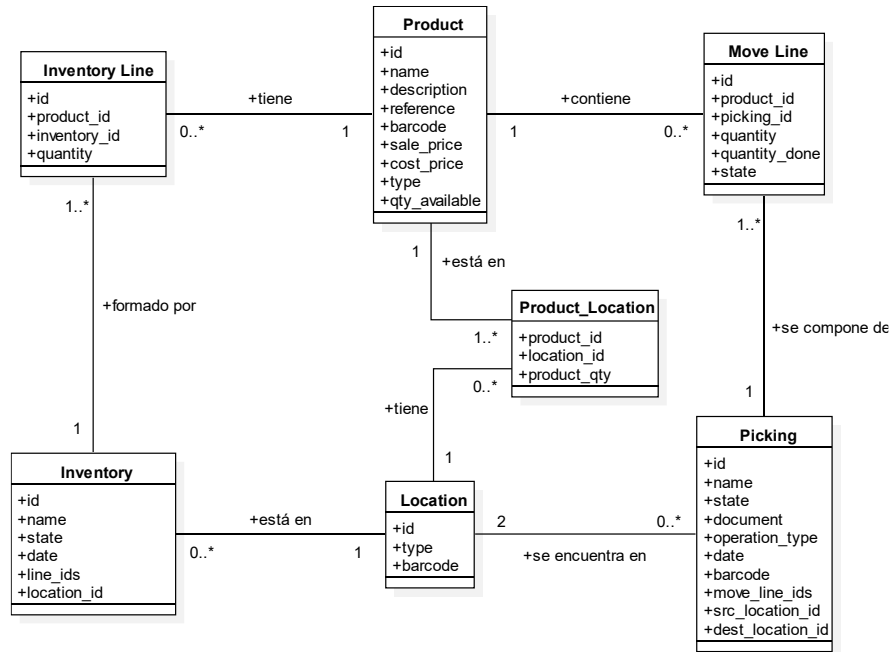 Product
+id
+name
+description
+reference
+barcode
+sale_price
+cost_price
+type
+qty_available
Inventory Line
+id
+product_id
+inventory_id
+quantity
Move Line
+id
+product_id
+picking_id
+quantity
+quantity_done
+state
+tiene
0..*
1
+contiene
1
0..*
1..*
+formado por
1
1
+está en
1..*
Product_Location
+product_id
+location_id
+product_qty
0..*
+tiene
1
1..*
+se compone de
1
Inventory
+id
+name
+state
+date
+line_ids
+location_id
+está en
0..*
1
Location
+id
+type
+barcode
2
0..*
+se encuentra en
Picking
+id
+name
+state
+document
+operation_type
+date
+barcode
+move_line_ids
+src_location_id
+dest_location_id